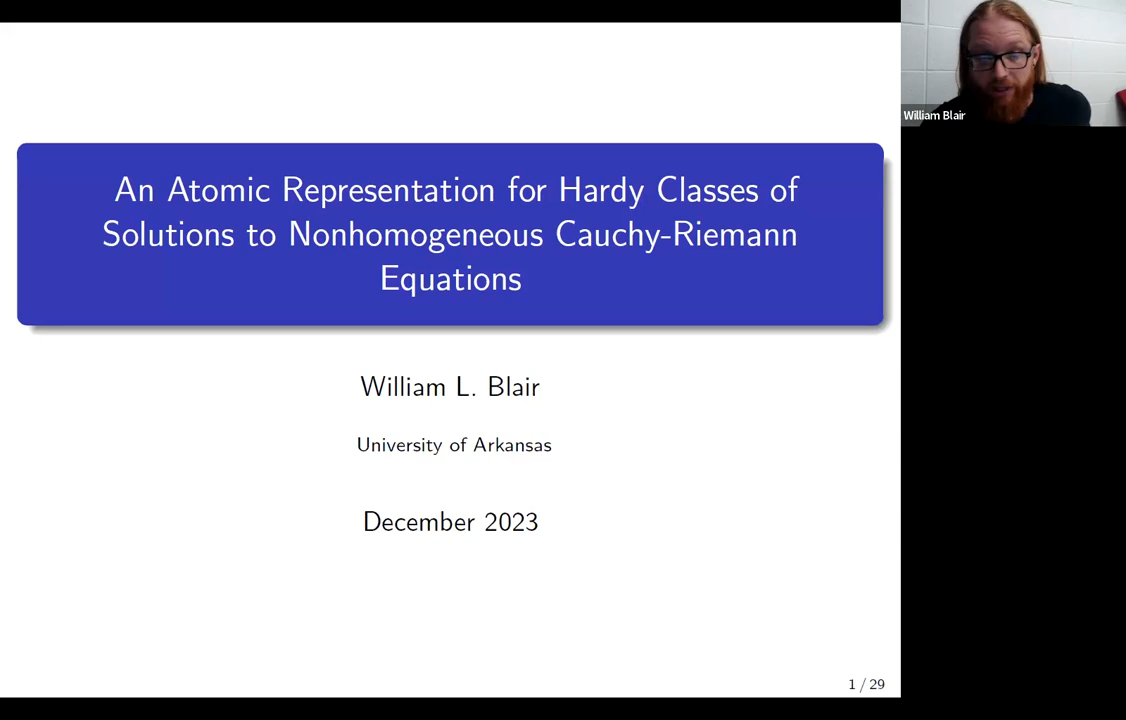 An Atomic Representation for Hardy Classes of
Solutions to Nonhomogeneous Cauchy-Riemann
Equations
William L. Blair
University of Arkansas
December 2023
1 / 29
William Blair